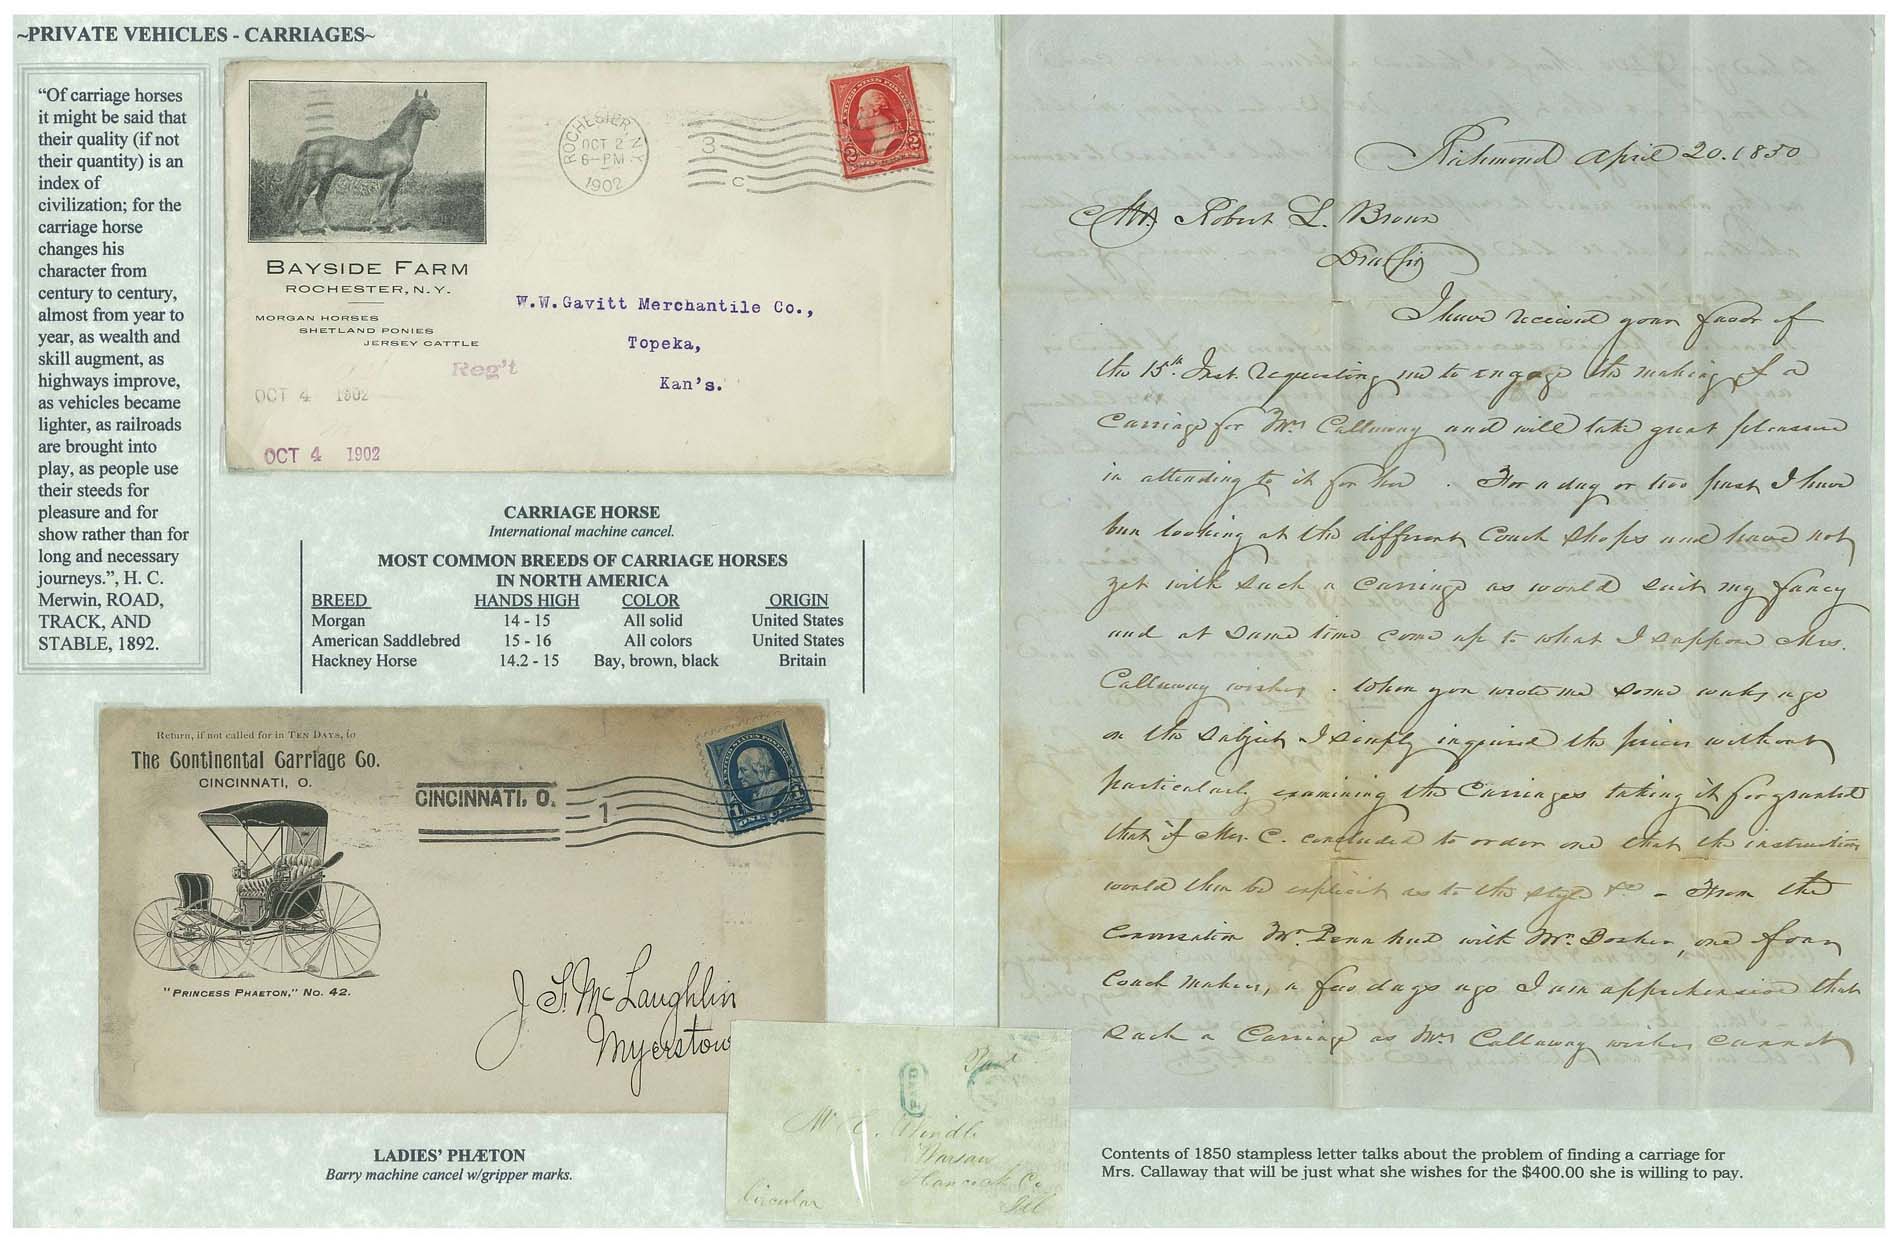 ~PRIVATE VEHICLES - CARRIAGES~
“Of carriage horses
it might be said that
their quality (if not
their quantity) is an
index of
civilization; for the
carriage horse
changes his
character from
century to century,
almost from year to
year, as wealth and
skill augment, as
highways improve,
as vehicles became
lighter, as railroads
are brought into
play, as people use
their steeds for
pleasure and for
show rather than for
long and necessary
journeys.”, H. C.
Merwin, ROAD,
TRACK, AND
STABLE, 1892.
BAYSIDE FARM
ROCHESTER, N.Y.
MORGAN HORSES
SHETLAND PONIES
JERSEY CATTLE
ROCHESTER, N.Y.
OCT 2
6-PM
1902
3
C
UNITED STATES POSTAGE
2 2
W.W.Gavitt Merchantile Co.,
Topeka,
Kan's.
Reg't
OCT 4 1902
OCT 4 1902
CARRIAGE HORSE
International machine cancel.
MOST COMMON BREEDS OF CARRIAGE HORSES
IN NORTH AMERICA
BREED HANDS HIGH COLOR ORIGIN
Morgan 14 - 15 All solid United States
American Saddlebred 15 - 16 All colors United States
Hackney Horse 14.2 - 15 Bay, brown, black Britain
Return, if not called for in TEN DAYS, to
The Continental Carriage Co.
CINCINNATI, O.
"PRINCESS PHAETON," No. 42.
CINCINNATI, O.
1
UNITED STATES POSTAGE
1 1
ONE
J. F. McLaughlin
Myerstow
LADIES’ PHÆTON
Barry machine cancel w/gripper marks.
Paid
PAID
Mr C. Windle
Warsaw
Hancock Co
Ill
Circular
Richmond April 20. 1850
Mr. Robert L. Brown
Dear Sir
I have received your favor of
the 15th. Inst. requesting me to engage the making of a
Carriage for Mrs Callaway and will take great pleasure
in attending to it for her. For a day or two past I have
been looking at the different Coach Shops and have not
yet with such a Carriage as would suit my fancy
and at same time come up to what I suppose Mrs.
Callaway wishes. When you wrote me some weeks ago
on the subject I simply inquired the prices without
particularly examining the Carriages taking it for granted
that if Mrs. C. concluded to order one that the instructions
would then be explicit as to the style &c - From the
conversation Mr. Penn had with Mr. Bosher, one of our
Coach makers, a few days ago I am apprehensive that
such a Carriage as Mrs Callaway wishes cannot
Contents of 1850 stampless letter talks about the problem of finding a carriage for
Mrs. Callaway that will be just what she wishes for the $400.00 she is willing to pay.